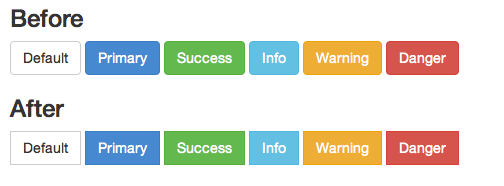 Before
Default Primary Success Info Warning Danger
After
Default Primary Success Info Warning Danger